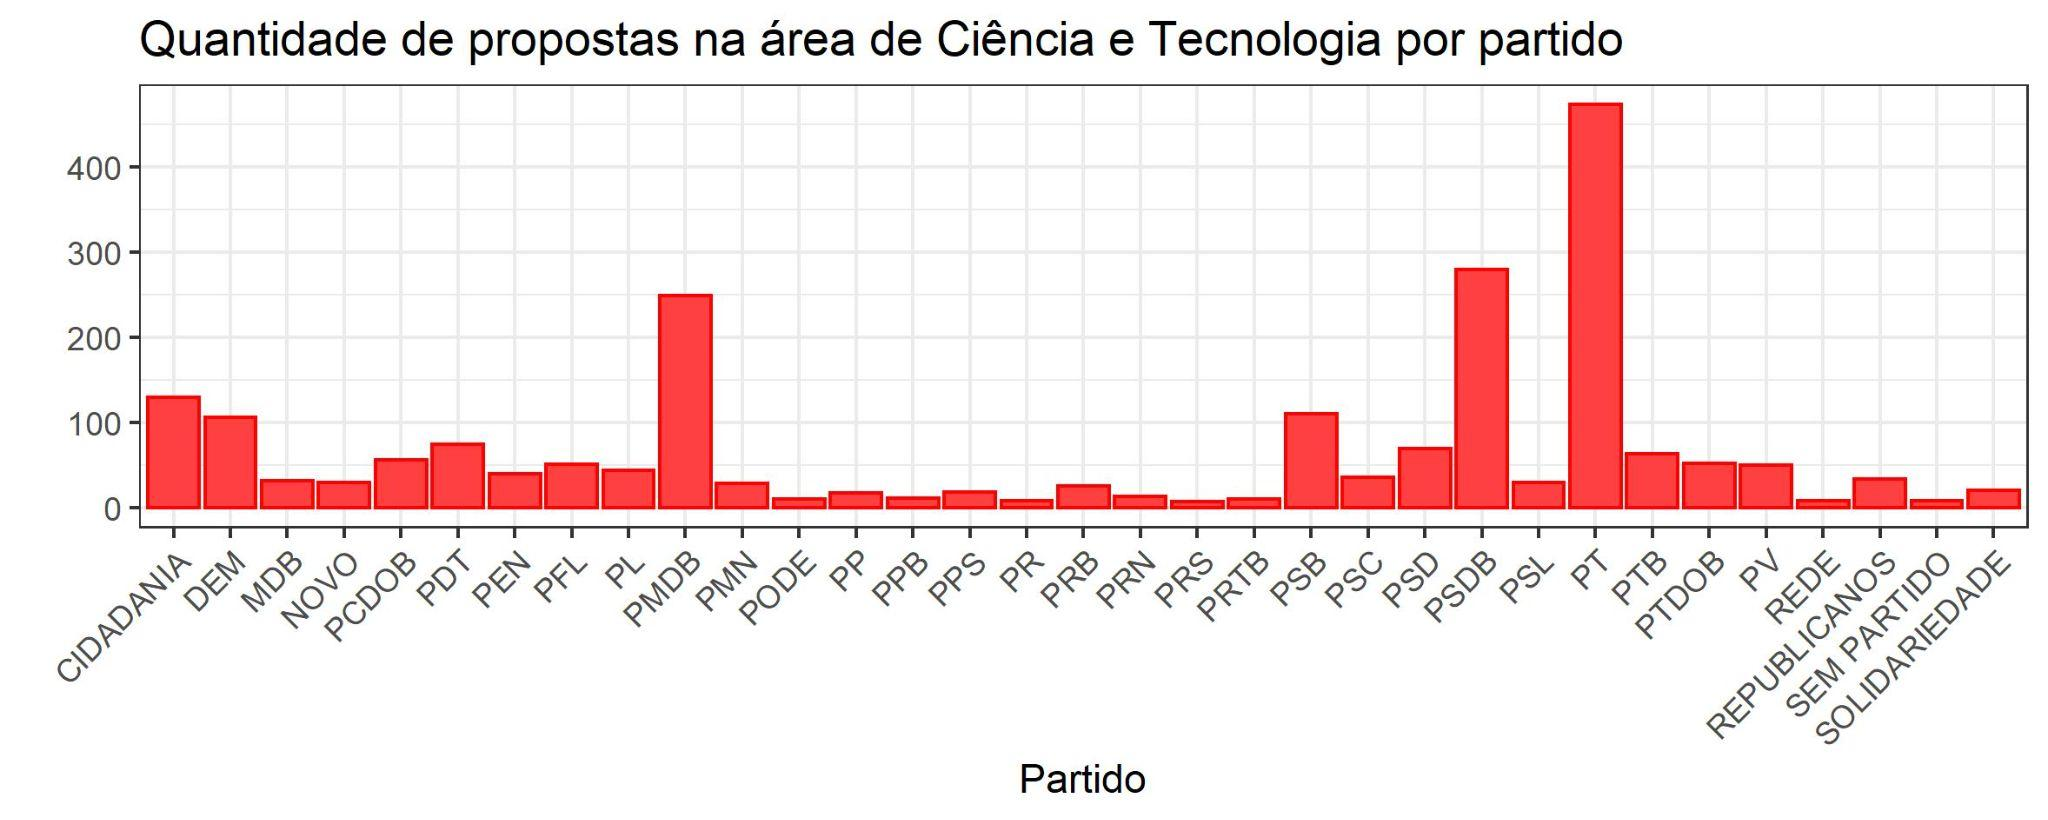 Quantidade de propostas na área de Ciência e Tecnologia por partido
400
300
200
100
0
CIDADANIA
DEM
MDB
NOVO
PCDOB
PDT
PEN
PFL
PL
PMDB
PMN
PODE
PP
PPB
PPS
PR
PRB
PRN
PRS
PRTB
PSB
PSC
PSD
PSDB
PSL
PT
PTB
PTDOB
PV
REDE
REPUBLICANOS
SEM PARTIDO
SOLIDARIEDADE
Partido